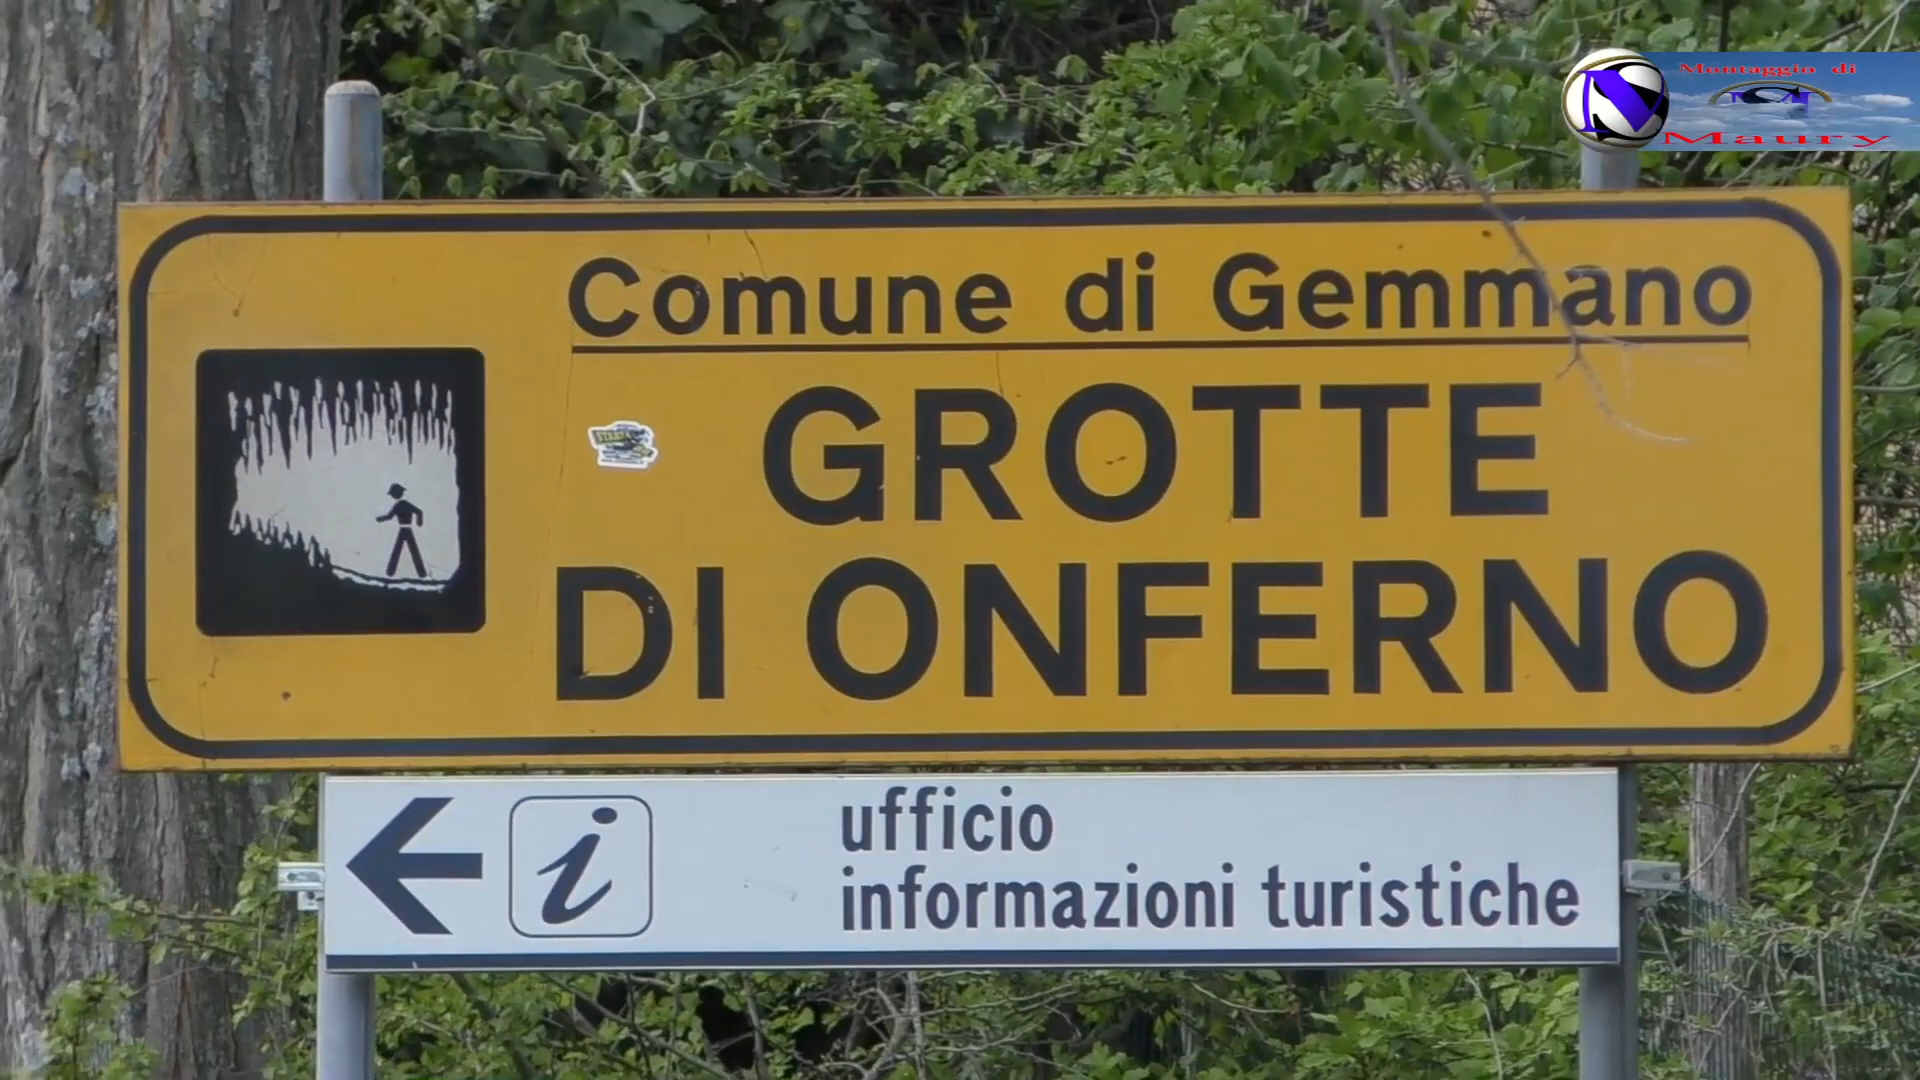 Montaggio di
Maury
Comune di Gemmano
GROTTE
DI ONFERNO
i
ufficio
informazioni turistiche